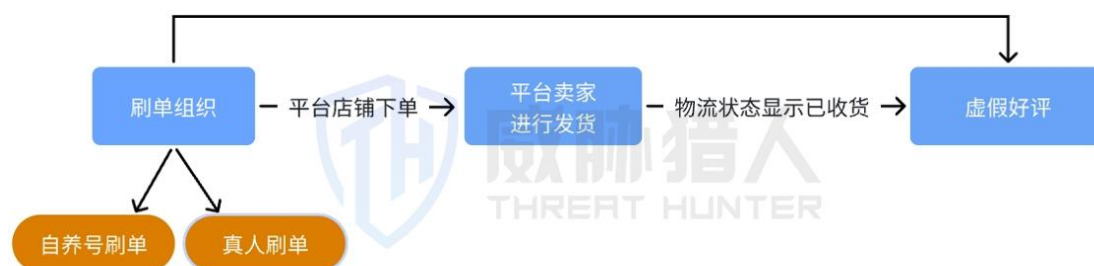 刷单组织
平台店铺下单
平台卖家
进行发货
物流状态显示已收货
虚假好评
自养号刷单
真人刷单
TH
威胁猎人
THREAT HUNTER